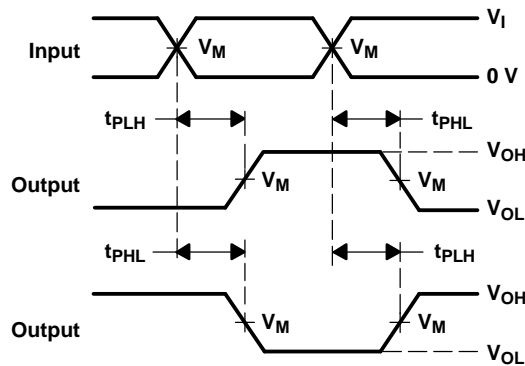 V_I
Input V_M V_M
0 V
t_PLH t_PHL
V_OH
Output V_M V_M
V_OL
t_PHL t_PLH
V_OH
Output V_M V_M
V_OL